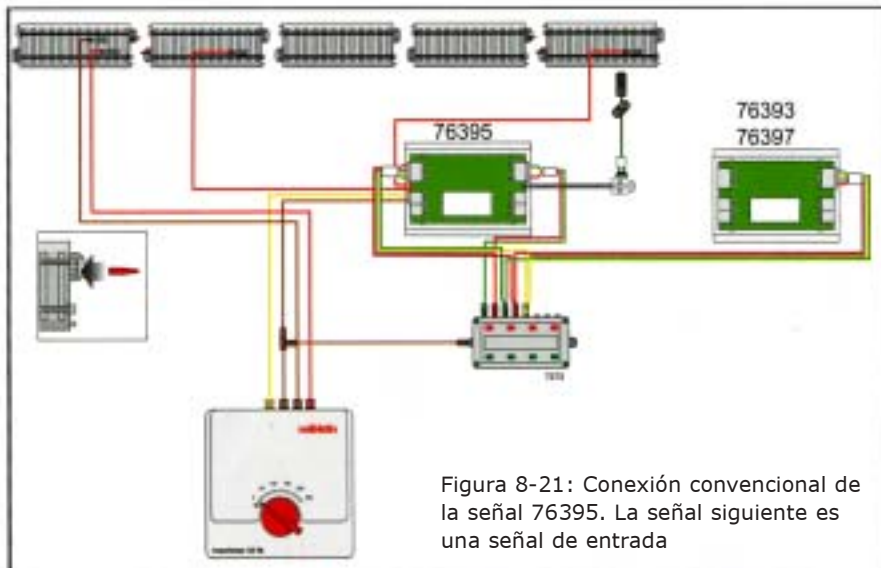 76395
76393
76397
märklin
Figura 8-21: Conexión convencional de
la señal 76395. La señal siguiente es
una señal de entrada